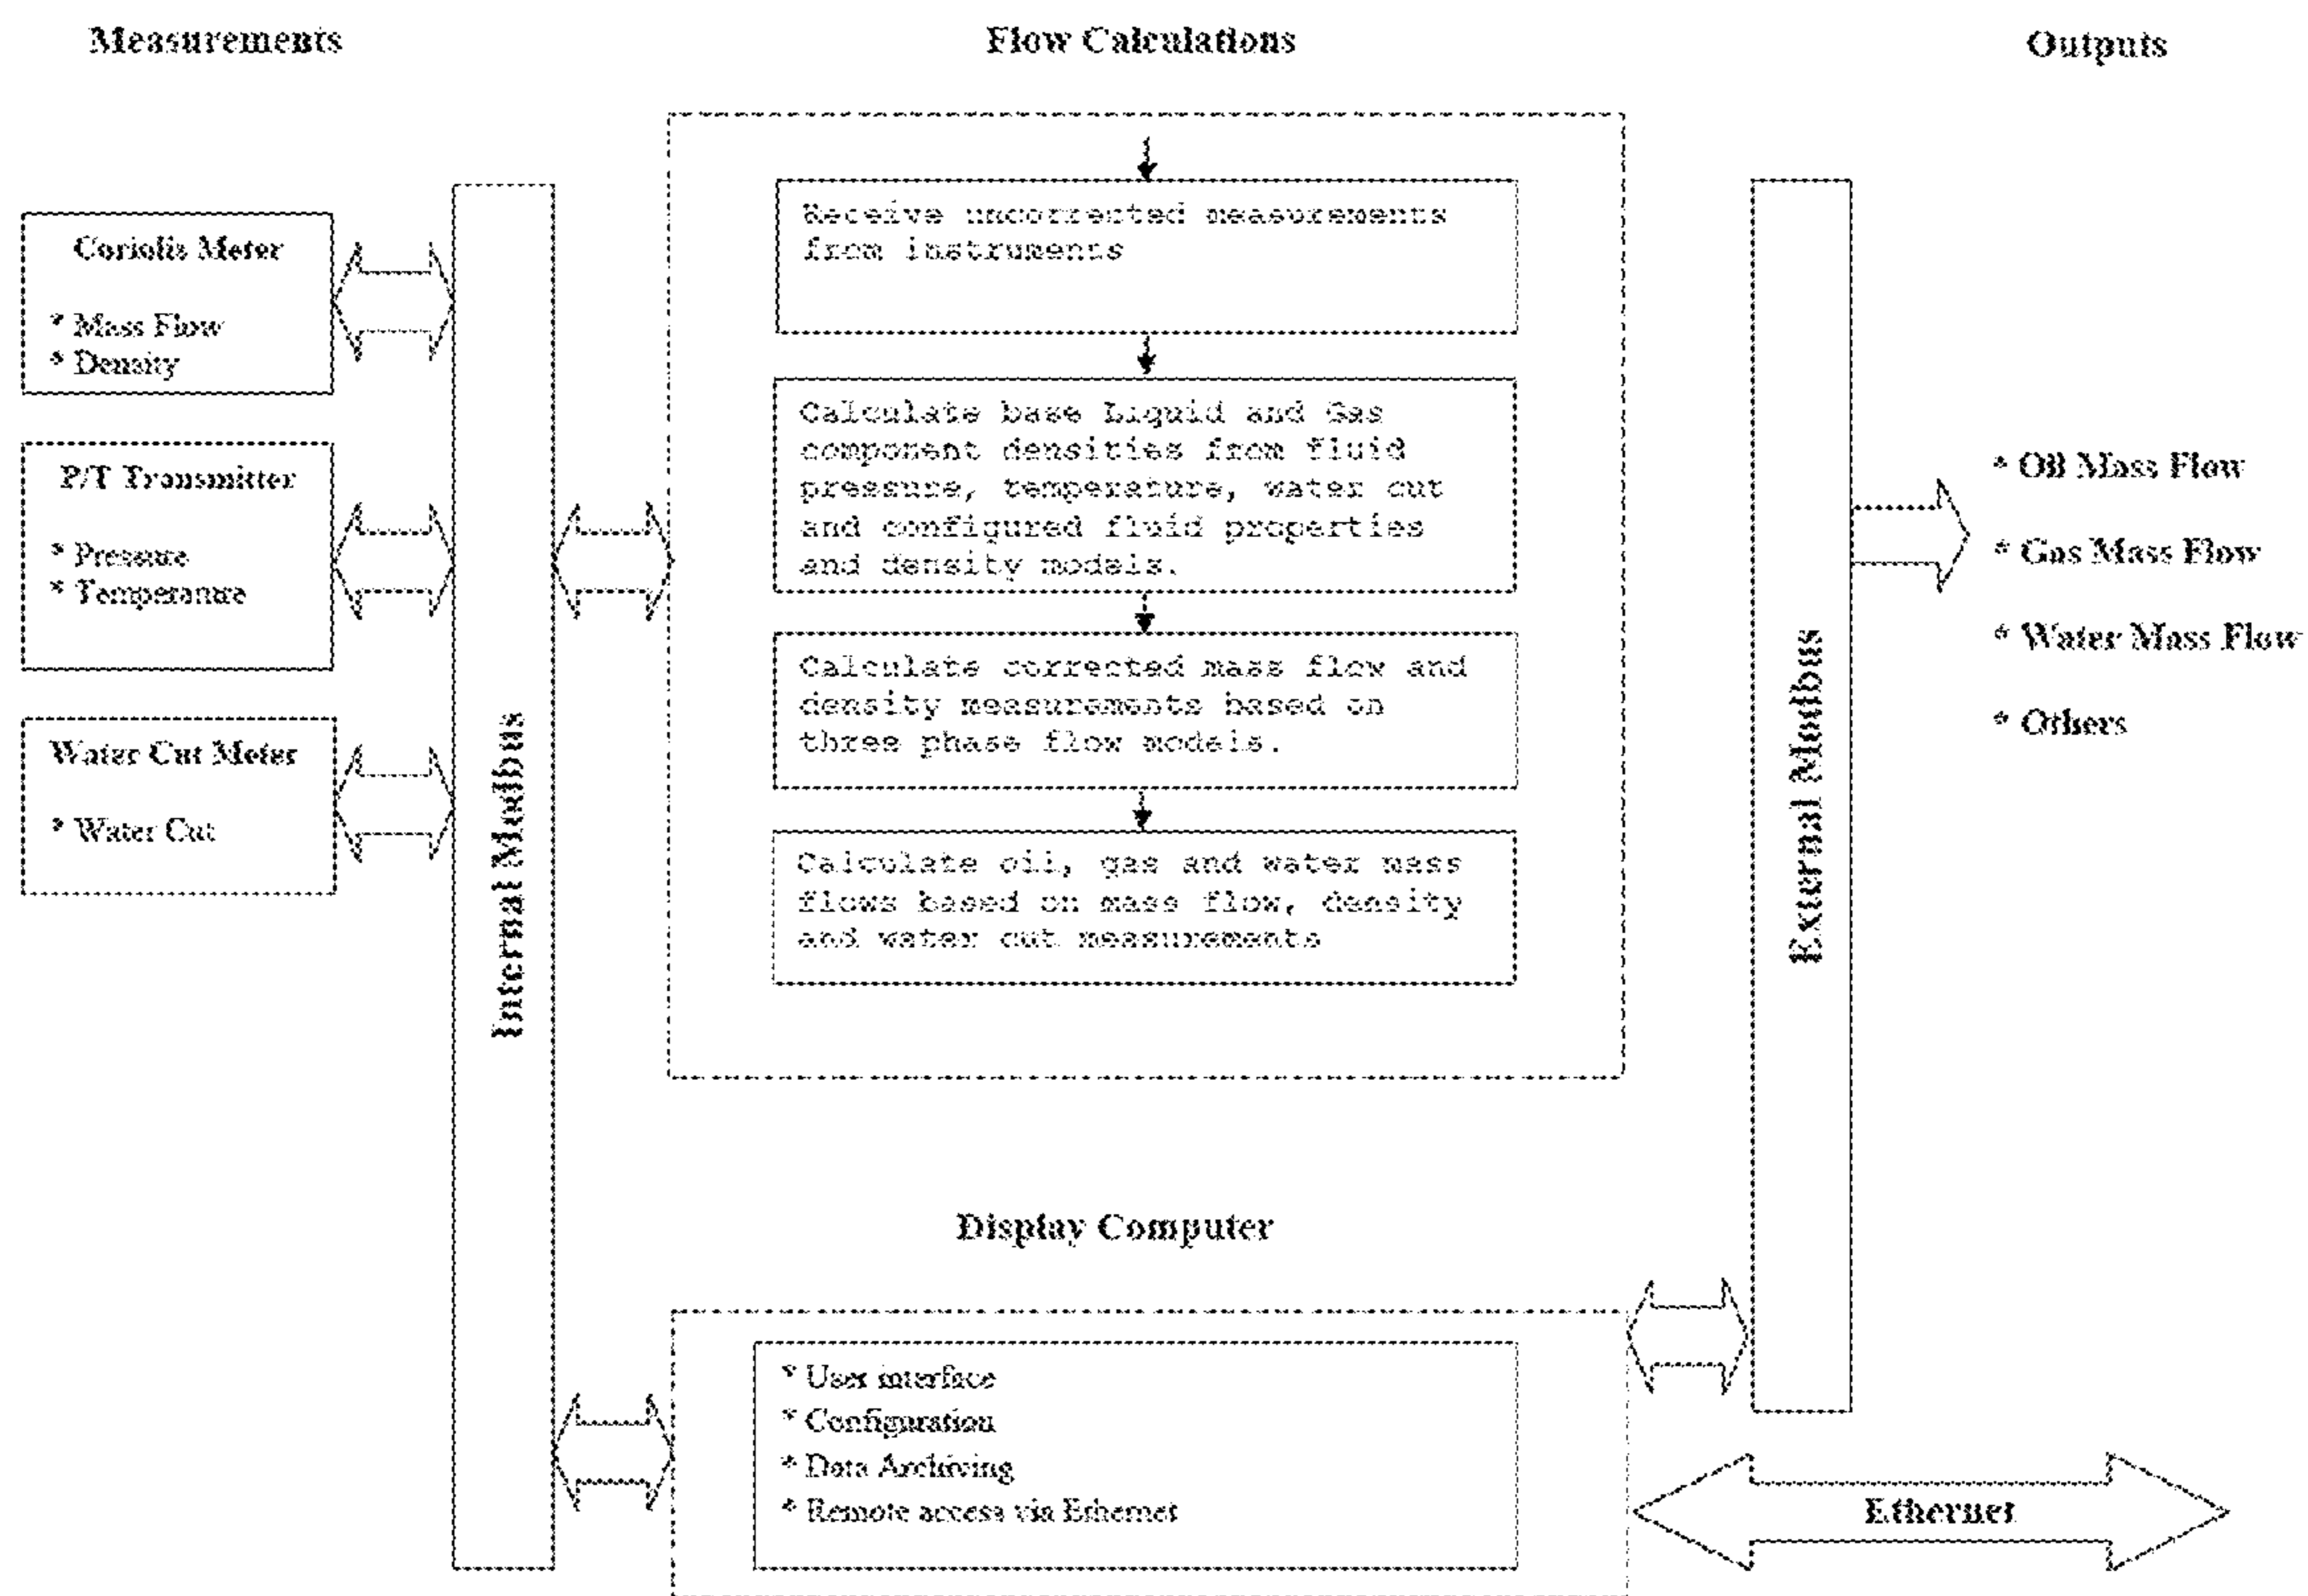 Measurements
Flow Calculations
Outputs
Coriolis Meter
* Mass Flow
* Density
P/T Transmitter
* Pressure
* Temperature
Water Cut Meter
* Water Cut
Internal Modbus
Receive uncorrected measurements
from instruments
Calculate base Liquid and Gas
component densities from fluid
pressure, temperature, water cut
and configured fluid properties
and density models.
Calculate corrected mass flow and
density measurements based on
three phase flow models.
Calculate oil, gas and water mass
flows based on mass flow, density
and water cut measurements
External Modbus
* Oil Mass Flow
* Gas Mass Flow
* Water Mass Flow
* Others
Display Computer
* User interface
* Configuration
* Data Archiving
* Remote access via Ethernet
Ethernet